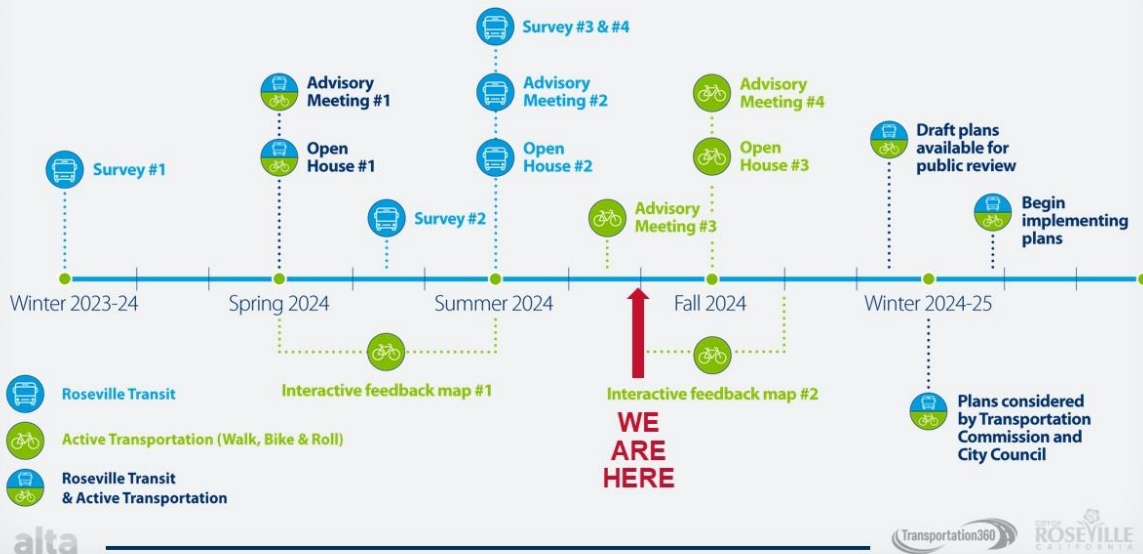 Survey #3 & #4
Advisory
Meeting #1
Advisory
Meeting #2
Advisory
Meeting #4
Survey #1
Open
House #1
Open
House #2
Open
House #3
Draft plans
available for
public review
Survey #2
Advisory
Meeting #3
Begin
implementing
plans
Winter 2023-24
Spring 2024
Summer 2024
Fall 2024
Winter 2024-25
Interactive feedback map #1
Interactive feedback map #2
WE
ARE
HERE
Plans considered
by Transportation
Commission and
City Council
Roseville Transit
Active Transportation (Walk, Bike & Roll)
Roseville Transit
& Active Transportation
alta
Transportation360
CITY OF
ROSEVILLE
CALIFORNIA